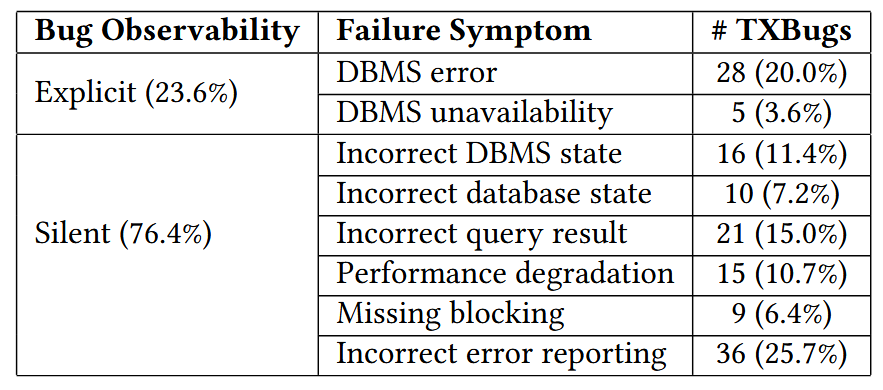 Bug Observability Failure Symptom # TXBugs
Explicit (23.6%) DBMS error 28 (20.0%)
DBMS unavailability 5 (3.6%)
Silent (76.4%) Incorrect DBMS state 16 (11.4%)
Incorrect database state 10 (7.2%)
Incorrect query result 21 (15.0%)
Performance degradation 15 (10.7%)
Missing blocking 9 (6.4%)
Incorrect error reporting 36 (25.7%)